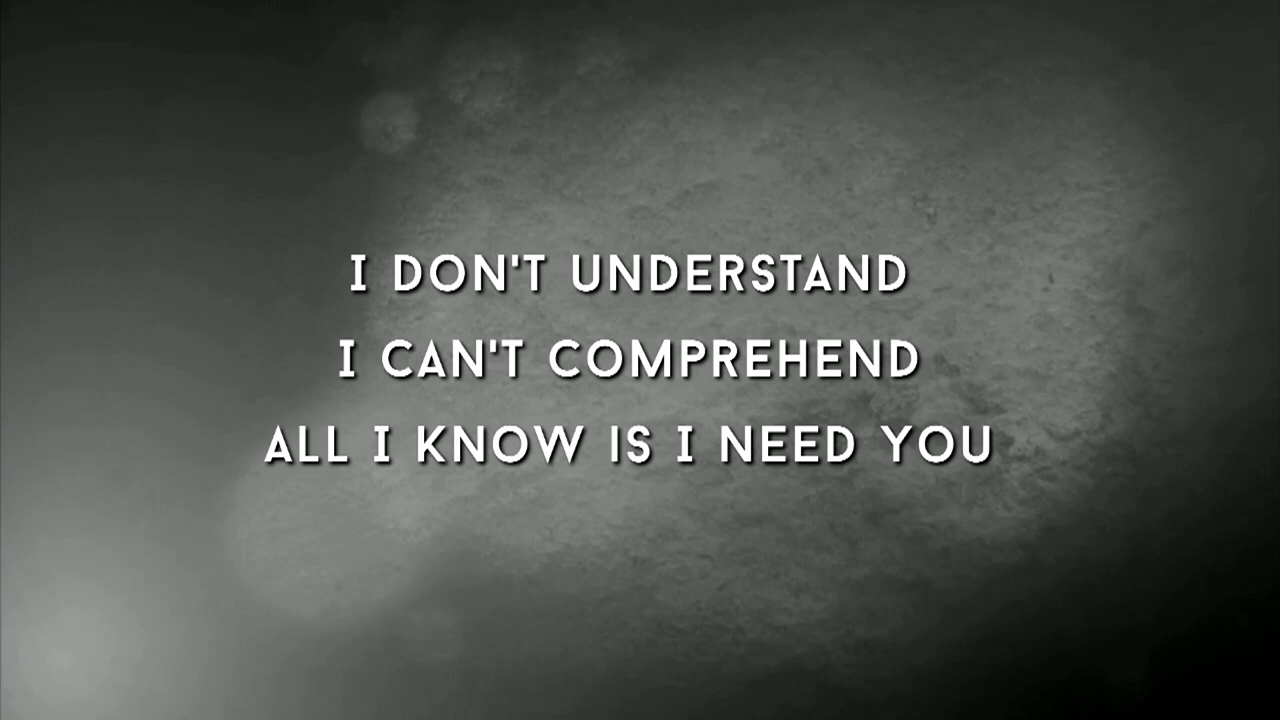 I DON'T UNDERSTAND
I CAN'T COMPREHEND
ALL I KNOW IS I NEED YOU